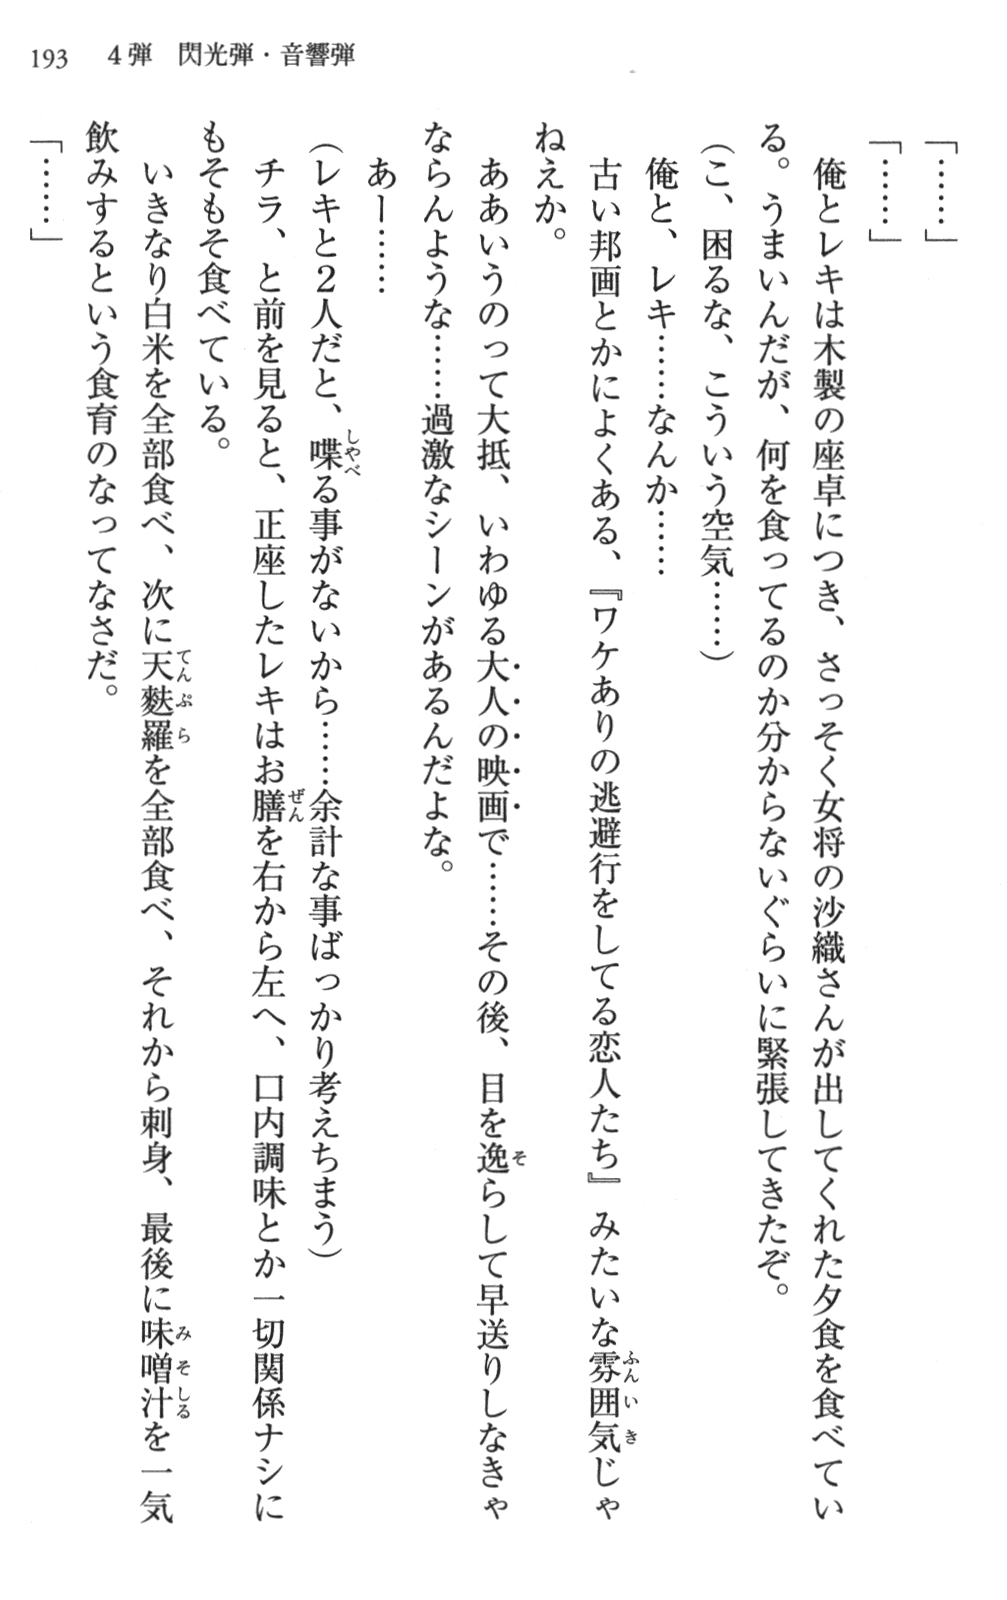 193 4弾 閃光弾・音響弾
「……」
「……」
俺とレキは木製の座卓につき、さっそく女将の沙織さんが出してくれた夕食を食べてい
る。うまいんだが、何を食ってるのか分からないぐらいに緊張してきたぞ。
(こ、困るな、こういう空気……)
俺と、レキ……なんか……
古い邦画とかによくある、『ワケありの逃避行をしてる恋人たち』みたいな雰囲気じゃ
ねえか。
ああいうのって大抵、いわゆる大人の映画で……その後、目を逸らして早送りしなきゃ
ならんような……過激なシーンがあるんだよな。
あー……
(レキと2人だと、喋る事がないから……余計な事ばっかり考えちまう)
チラ、と前を見ると、正座したレキはお膳を右から左へ、口内調味とか一切関係ナシに
もそもそ食べている。
いきなり白米を全部食べ、次に天麩羅を全部食べ、それから刺身、最後に味噌汁を一気
飲みするという食育のなってなさだ。
「……」